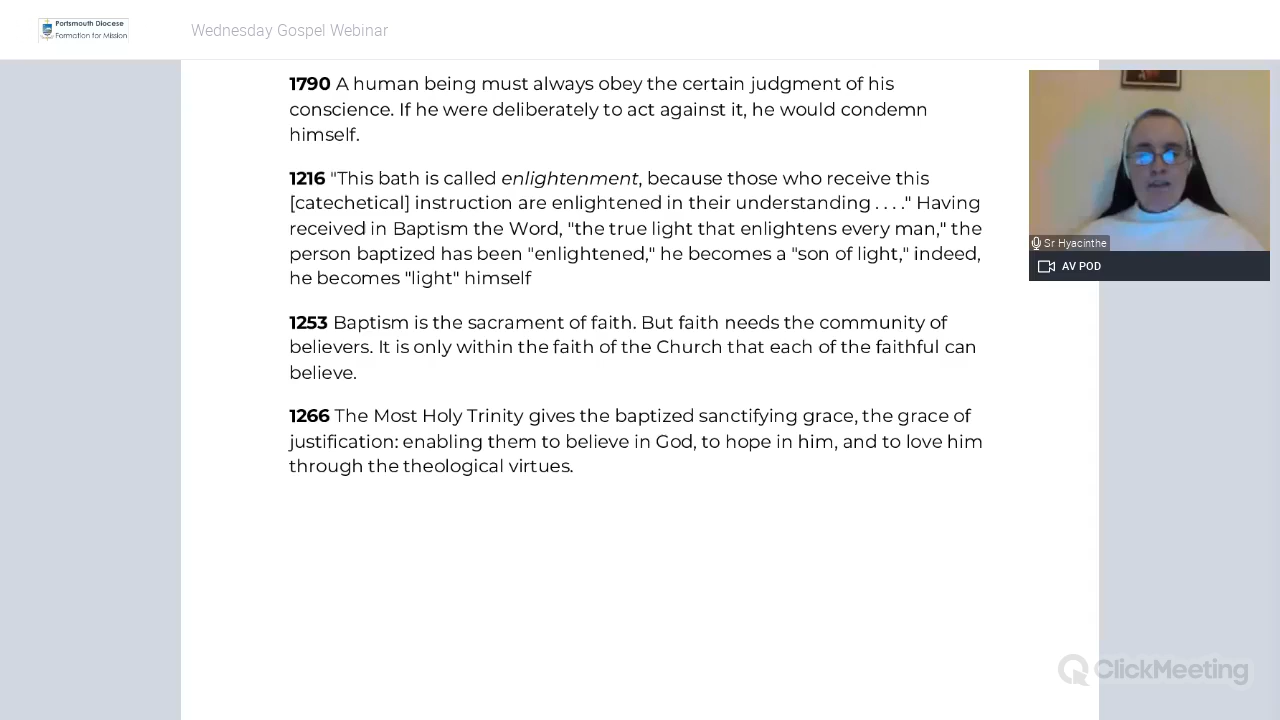 Portsmouth Diocese
Formation for Mission
Wednesday Gospel Webinar
1790 A human being must always obey the certain judgment of his
conscience. If he were deliberately to act against it, he would condemn
himself.
1216 "This bath is called enlightenment, because those who receive this
[catechetical] instruction are enlightened in their understanding . . . ." Having
received in Baptism the Word, "the true light that enlightens every man," the
person baptized has been "enlightened," he becomes a "son of light," indeed,
he becomes "light" himself
1253 Baptism is the sacrament of faith. But faith needs the community of
believers. It is only within the faith of the Church that each of the faithful can
believe.
1266 The Most Holy Trinity gives the baptized sanctifying grace, the grace of
justification: enabling them to believe in God, to hope in him, and to love him
through the theological virtues.
Sr Hyacinthe
AV POD
ClickMeeting